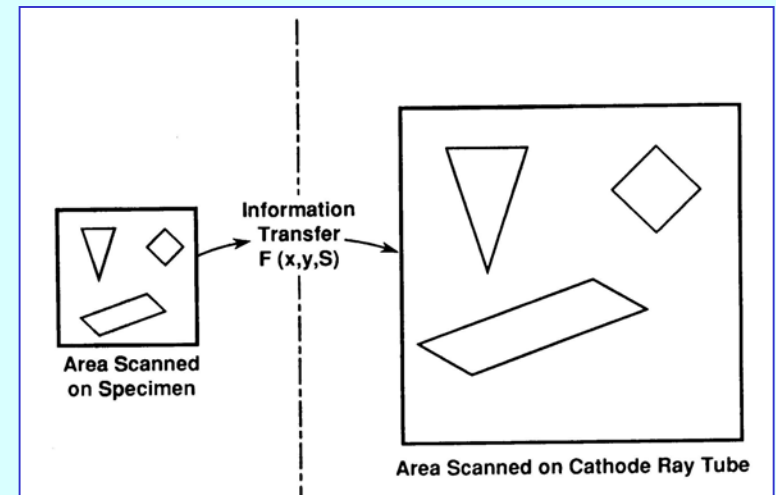 Information
Transfer
F (x,y,S)
Area Scanned
on Specimen
Area Scanned on Cathode Ray Tube